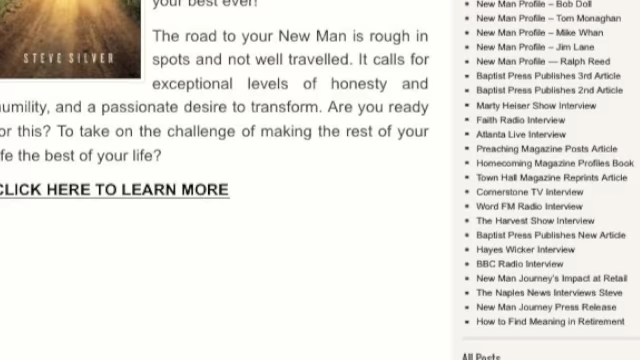 your best ever!
STEVE SILVER
The road to your New Man is rough in
spots and not well travelled. It calls for
exceptional levels of honesty and
humility, and a passionate desire to transform. Are you ready
for this? To take on the challenge of making the rest of your
life the best of your life?
CLICK HERE TO LEARN MORE
New Man Profile – Bob Doll
New Man Profile – Tom Monaghan
New Man Profile – Mike Whan
New Man Profile – Jim Lane
New Man Profile — Ralph Reed
Baptist Press Publishes 3rd Article
Baptist Press Publishes 2nd Article
Marty Heiser Show Interview
Faith Radio Interview
Atlanta Live Interview
Preaching Magazine Posts Article
Homecoming Magazine Profiles Book
Town Hall Magazine Reprints Article
Cornerstone TV Interview
Word FM Radio Interview
The Harvest Show Interview
Baptist Press Publishes New Article
Hayes Wicker Interview
BBC Radio Interview
New Man Journey's Impact at Retail
The Naples News Interviews Steve
New Man Journey Press Release
How to Find Meaning in Retirement
All Posts